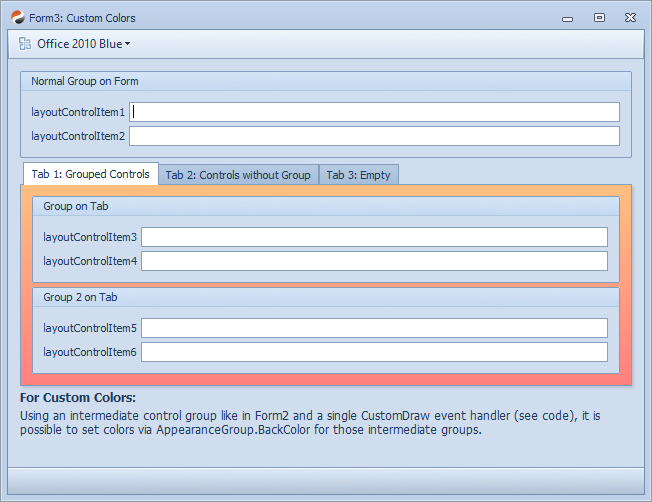 Form3: Custom Colors
Office 2010 Blue
Normal Group on Form
layoutControlItem1
layoutControlItem2
Tab 1: Grouped Controls Tab 2: Controls without Group Tab 3: Empty
Group on Tab
layoutControlItem3
layoutControlItem4
Group 2 on Tab
layoutControlItem5
layoutControlItem6
For Custom Colors:
Using an intermediate control group like in Form2 and a single CustomDraw event handler (see code), it is
possible to set colors via AppearanceGroup.BackColor for those intermediate groups.